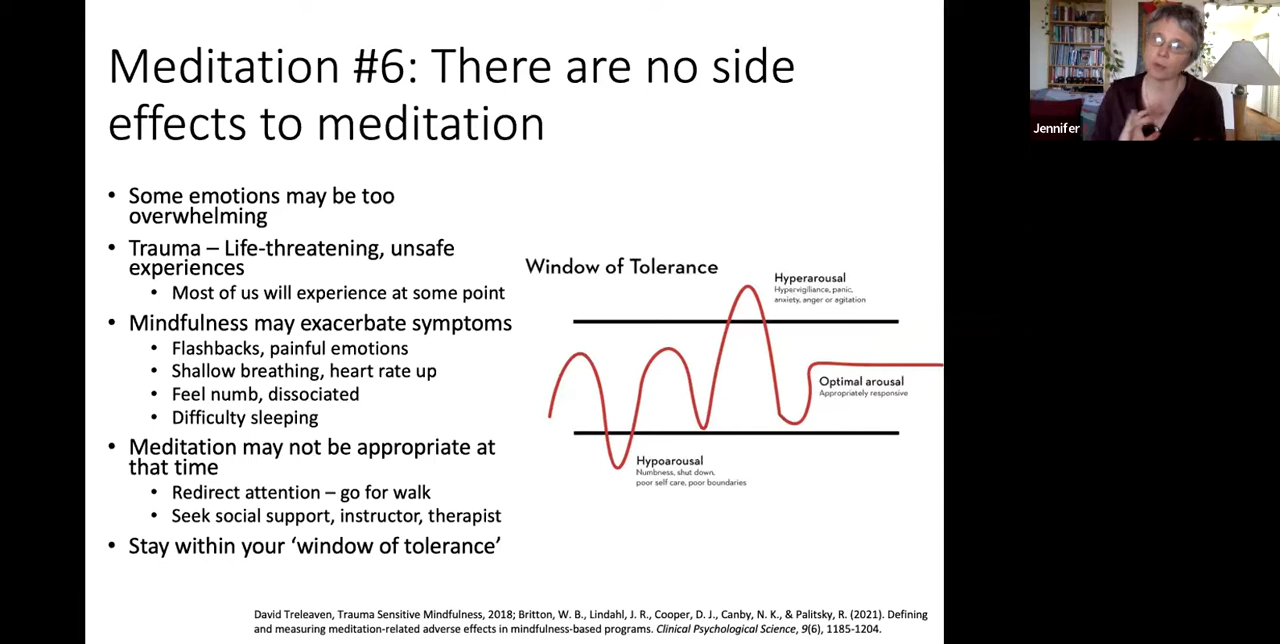 Meditation #6: There are no side
effects to meditation
• Some emotions may be too
overwhelming
• Trauma – Life-threatening, unsafe
experiences
• Most of us will experience at some point
• Mindfulness may exacerbate symptoms
• Flashbacks, painful emotions
• Shallow breathing, heart rate up
• Feel numb, dissociated
• Difficulty sleeping
• Meditation may not be appropriate at
that time
• Redirect attention – go for walk
• Seek social support, instructor, therapist
• Stay within your ‘window of tolerance’
Window of Tolerance
Hyperarousal
Hypervigiliance, panic,
anxiety, anger or agitation
Optimal arousal
Appropriately responsive
Hypoarousal
Numbness, shut down,
poor self care, poor boundaries
David Treleaven, Trauma Sensitive Mindfulness, 2018; Britton, W. B., Lindahl, J. R., Cooper, D. J., Canby, N. K., & Palitsky, R. (2021). Defining
and measuring meditation-related adverse effects in mindfulness-based programs. Clinical Psychological Science, 9(6), 1185-1204.
Jennifer